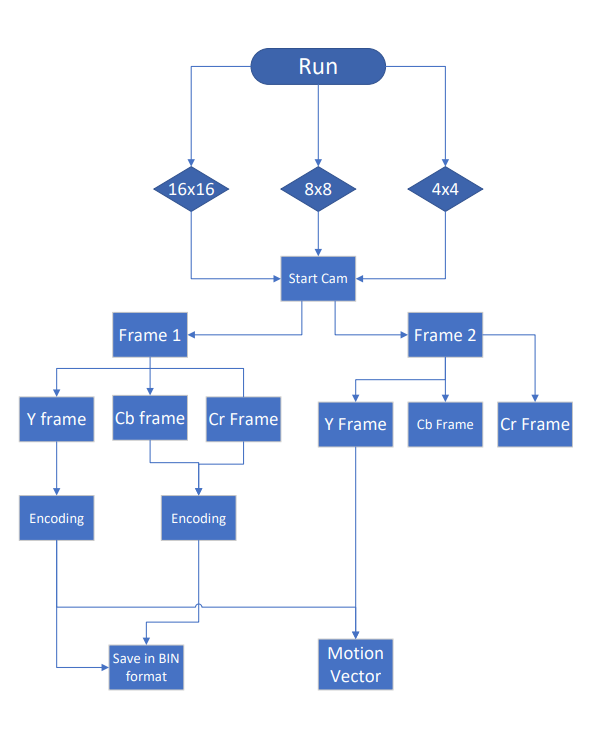 Run
16x16
8x8
4x4
Start Cam
Frame 1
Frame 2
Y frame
Cb frame
Cr Frame
Y Frame
Cb Frame
Cr Frame
Encoding
Encoding
Save in BIN
format
Motion
Vector